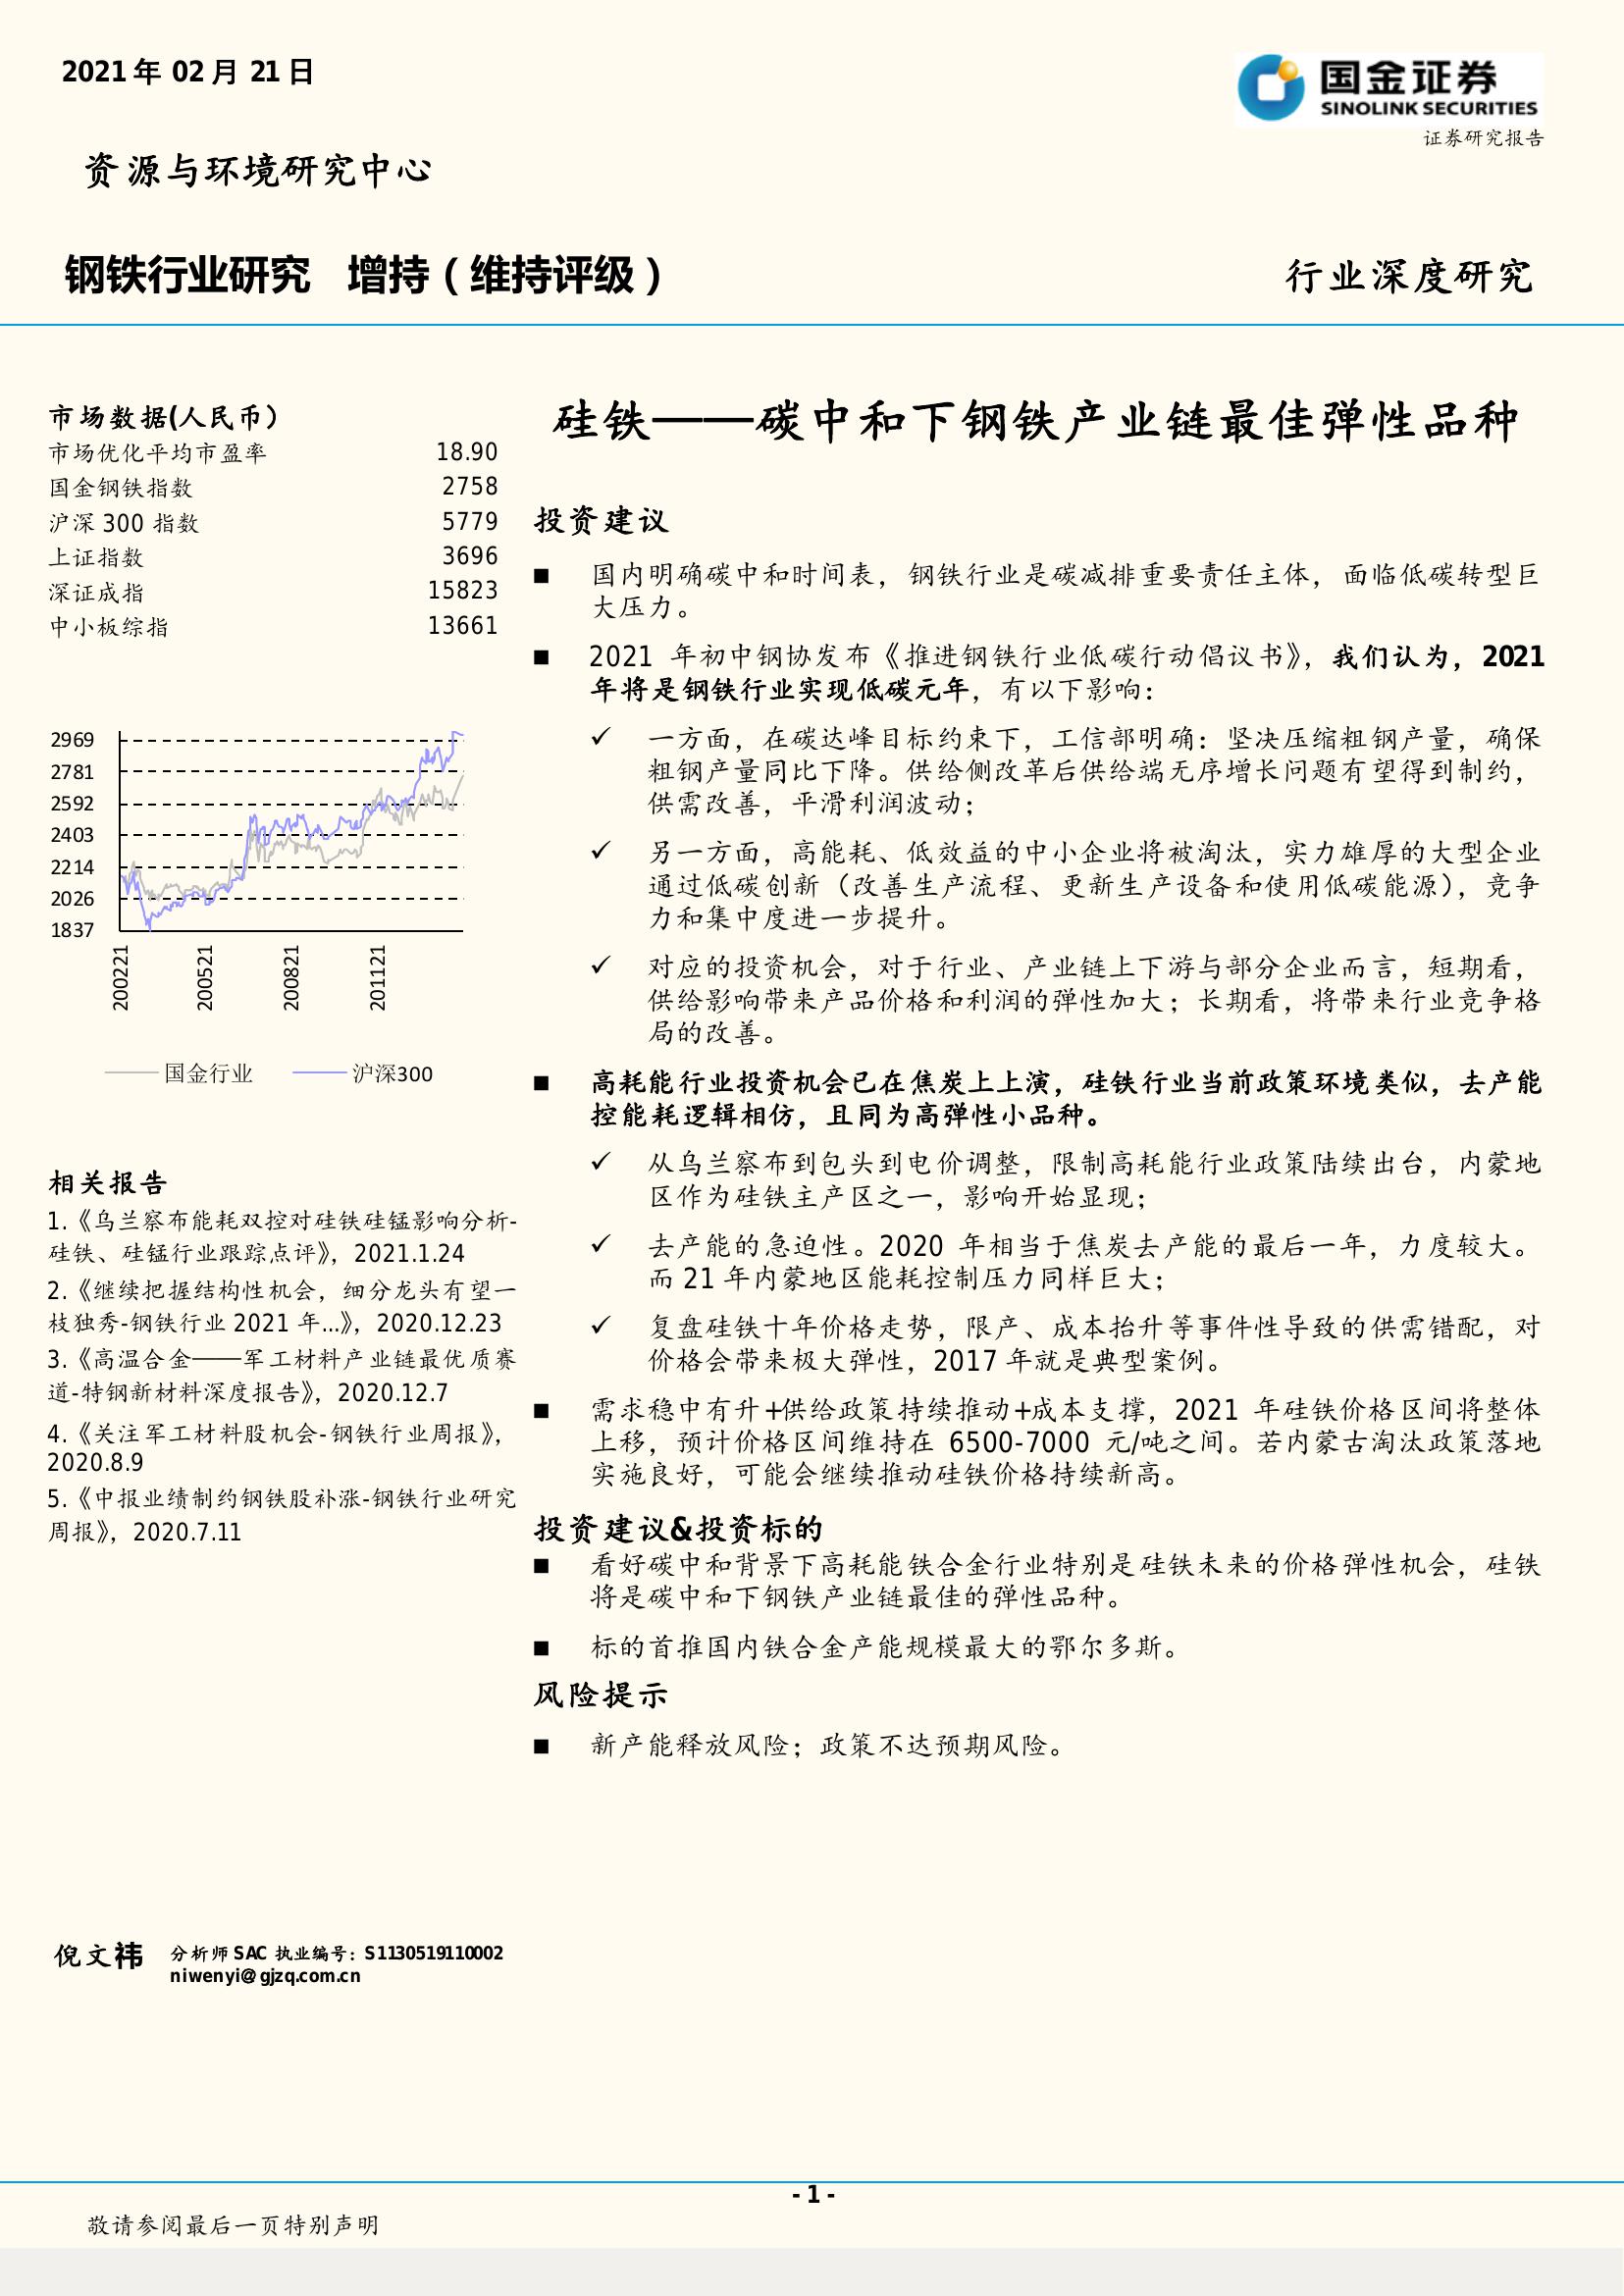 2021年 02月 21日
国金证券
SINOLINK SECURITIES
证券研究报告
资源与环境研究中心
钢铁行业研究 增持（维持评级）
行业深度研究
市场数据(人民币）
市场优化平均市盈率 18.90
国金钢铁指数 2758
沪深 300 指数 5779
上证指数 3696
深证成指 15823
中小板综指 13661
2969
2781
2592
2403
2214
2026
1837
200221
200521
200821
201121
国金行业 沪深300
相关报告
1.《乌兰察布能耗双控对硅铁硅锰影响分析-
硅铁、硅锰行业跟踪点评》，2021.1.24
2.《继续把握结构性机会，细分龙头有望一
枝独秀-钢铁行业 2021 年...》，2020.12.23
3.《高温合金——军工材料产业链最优质赛
道-特钢新材料深度报告》，2020.12.7
4.《关注军工材料股机会-钢铁行业周报》，
2020.8.9
5.《中报业绩制约钢铁股补涨-钢铁行业研究
周报》，2020.7.11
倪文祎
分析师 SAC 执业编号：S1130519110002
niwenyi@gjzq.com.cn
硅铁——碳中和下钢铁产业链最佳弹性品种
投资建议
■ 国内明确碳中和时间表，钢铁行业是碳减排重要责任主体，面临低碳转型巨
大压力。
■ 2021 年初中钢协发布《推进钢铁行业低碳行动倡议书》，我们认为，2021
年将是钢铁行业实现低碳元年，有以下影响：
✓ 一方面，在碳达峰目标约束下，工信部明确：坚决压缩粗钢产量，确保
粗钢产量同比下降。供给侧改革后供给端无序增长问题有望得到制约，
供需改善，平滑利润波动；
✓ 另一方面，高能耗、低效益的中小企业将被淘汰，实力雄厚的大型企业
通过低碳创新（改善生产流程、更新生产设备和使用低碳能源），竞争
力和集中度进一步提升。
✓ 对应的投资机会，对于行业、产业链上下游与部分企业而言，短期看，
供给影响带来产品价格和利润的弹性加大；长期看，将带来行业竞争格
局的改善。
■ 高耗能行业投资机会已在焦炭上上演，硅铁行业当前政策环境类似，去产能
控能耗逻辑相仿，且同为高弹性小品种。
✓ 从乌兰察布到包头到电价调整，限制高耗能行业政策陆续出台，内蒙地
区作为硅铁主产区之一，影响开始显现；
✓ 去产能的急迫性。2020 年相当于焦炭去产能的最后一年，力度较大。
而 21 年内蒙地区能耗控制压力同样巨大；
✓ 复盘硅铁十年价格走势，限产、成本抬升等事件性导致的供需错配，对
价格会带来极大弹性，2017 年就是典型案例。
■ 需求稳中有升+供给政策持续推动+成本支撑，2021 年硅铁价格区间将整体
上移，预计价格区间维持在 6500-7000 元/吨之间。若内蒙古淘汰政策落地
实施良好，可能会继续推动硅铁价格持续新高。
投资建议&投资标的
■ 看好碳中和背景下高耗能铁合金行业特别是硅铁未来的价格弹性机会，硅铁
将是碳中和下钢铁产业链最佳的弹性品种。
■ 标的首推国内铁合金产能规模最大的鄂尔多斯。
风险提示
■ 新产能释放风险；政策不达预期风险。
- 1 -
敬请参阅最后一页特别声明